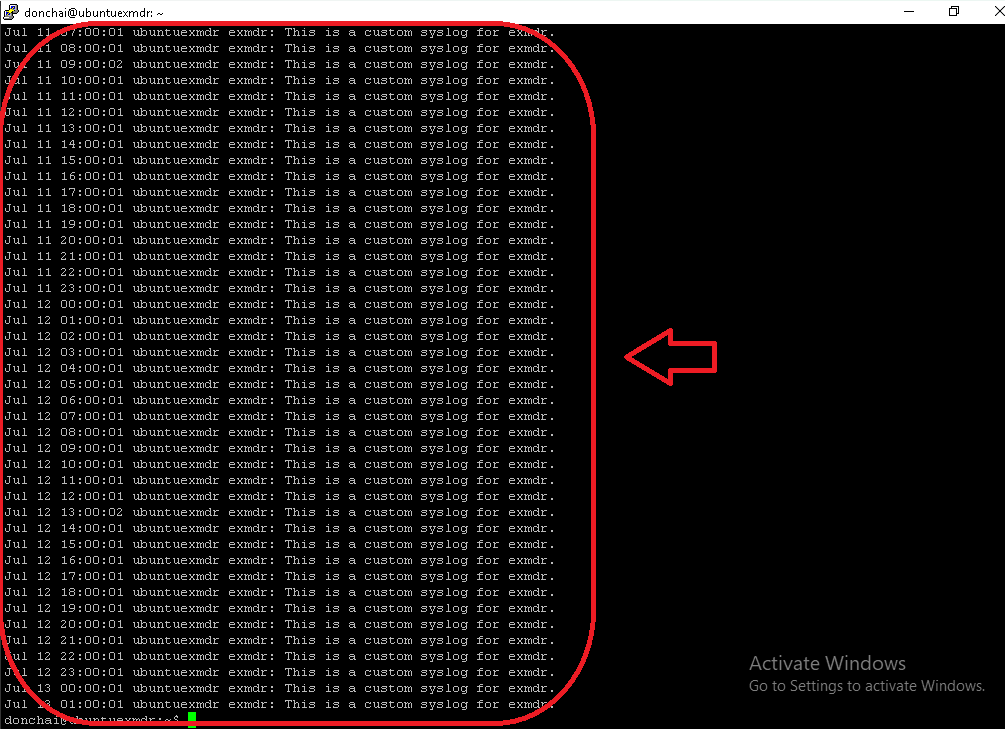 donchai@ubuntuexmdr: ~
Jul 11 07:00:01 ubuntuexmdr exmdr: This is a custom syslog for exmdr.
Jul 11 08:00:01 ubuntuexmdr exmdr: This is a custom syslog for exmdr.
Jul 11 09:00:02 ubuntuexmdr exmdr: This is a custom syslog for exmdr.
Jul 11 10:00:01 ubuntuexmdr exmdr: This is a custom syslog for exmdr.
Jul 11 11:00:01 ubuntuexmdr exmdr: This is a custom syslog for exmdr.
Jul 11 12:00:01 ubuntuexmdr exmdr: This is a custom syslog for exmdr.
Jul 11 13:00:01 ubuntuexmdr exmdr: This is a custom syslog for exmdr.
Jul 11 14:00:01 ubuntuexmdr exmdr: This is a custom syslog for exmdr.
Jul 11 15:00:01 ubuntuexmdr exmdr: This is a custom syslog for exmdr.
Jul 11 16:00:01 ubuntuexmdr exmdr: This is a custom syslog for exmdr.
Jul 11 17:00:01 ubuntuexmdr exmdr: This is a custom syslog for exmdr.
Jul 11 18:00:01 ubuntuexmdr exmdr: This is a custom syslog for exmdr.
Jul 11 19:00:01 ubuntuexmdr exmdr: This is a custom syslog for exmdr.
Jul 11 20:00:01 ubuntuexmdr exmdr: This is a custom syslog for exmdr.
Jul 11 21:00:01 ubuntuexmdr exmdr: This is a custom syslog for exmdr.
Jul 11 22:00:01 ubuntuexmdr exmdr: This is a custom syslog for exmdr.
Jul 11 23:00:01 ubuntuexmdr exmdr: This is a custom syslog for exmdr.
Jul 12 00:00:01 ubuntuexmdr exmdr: This is a custom syslog for exmdr.
Jul 12 01:00:01 ubuntuexmdr exmdr: This is a custom syslog for exmdr.
Jul 12 02:00:01 ubuntuexmdr exmdr: This is a custom syslog for exmdr.
Jul 12 03:00:01 ubuntuexmdr exmdr: This is a custom syslog for exmdr.
Jul 12 04:00:01 ubuntuexmdr exmdr: This is a custom syslog for exmdr.
Jul 12 05:00:01 ubuntuexmdr exmdr: This is a custom syslog for exmdr.
Jul 12 06:00:01 ubuntuexmdr exmdr: This is a custom syslog for exmdr.
Jul 12 07:00:01 ubuntuexmdr exmdr: This is a custom syslog for exmdr.
Jul 12 08:00:01 ubuntuexmdr exmdr: This is a custom syslog for exmdr.
Jul 12 09:00:01 ubuntuexmdr exmdr: This is a custom syslog for exmdr.
Jul 12 10:00:01 ubuntuexmdr exmdr: This is a custom syslog for exmdr.
Jul 12 11:00:01 ubuntuexmdr exmdr: This is a custom syslog for exmdr.
Jul 12 12:00:01 ubuntuexmdr exmdr: This is a custom syslog for exmdr.
Jul 12 13:00:02 ubuntuexmdr exmdr: This is a custom syslog for exmdr.
Jul 12 14:00:01 ubuntuexmdr exmdr: This is a custom syslog for exmdr.
Jul 12 15:00:01 ubuntuexmdr exmdr: This is a custom syslog for exmdr.
Jul 12 16:00:01 ubuntuexmdr exmdr: This is a custom syslog for exmdr.
Jul 12 17:00:01 ubuntuexmdr exmdr: This is a custom syslog for exmdr.
Jul 12 18:00:01 ubuntuexmdr exmdr: This is a custom syslog for exmdr.
Jul 12 19:00:01 ubuntuexmdr exmdr: This is a custom syslog for exmdr.
Jul 12 20:00:01 ubuntuexmdr exmdr: This is a custom syslog for exmdr.
Jul 12 21:00:01 ubuntuexmdr exmdr: This is a custom syslog for exmdr.
Jul 12 22:00:01 ubuntuexmdr exmdr: This is a custom syslog for exmdr.
Jul 12 23:00:01 ubuntuexmdr exmdr: This is a custom syslog for exmdr.
Jul 13 00:00:01 ubuntuexmdr exmdr: This is a custom syslog for exmdr.
Jul 13 01:00:01 ubuntuexmdr exmdr: This is a custom syslog for exmdr.
donchai@ubuntuexmdr:~$
Activate Windows
Go to Settings to activate Windows.